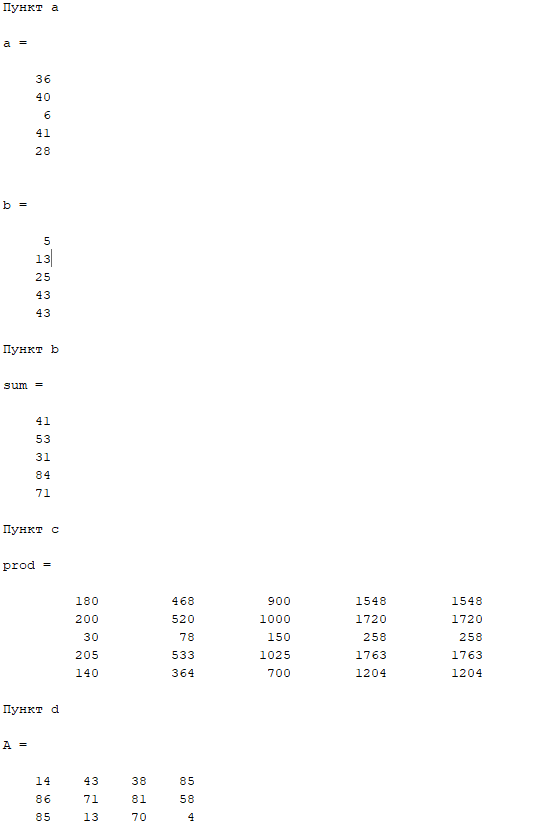 Пункт a
a =
36
40
6
41
28
b =
5
13
25
43
43
Пункт b
sum =
41
53
31
84
71
Пункт c
prod =
180 468 900 1548 1548
200 520 1000 1720 1720
30 78 150 258 258
205 533 1025 1763 1763
140 364 700 1204 1204
Пункт d
A =
14 43 38 85
86 71 81 58
85 13 70 4